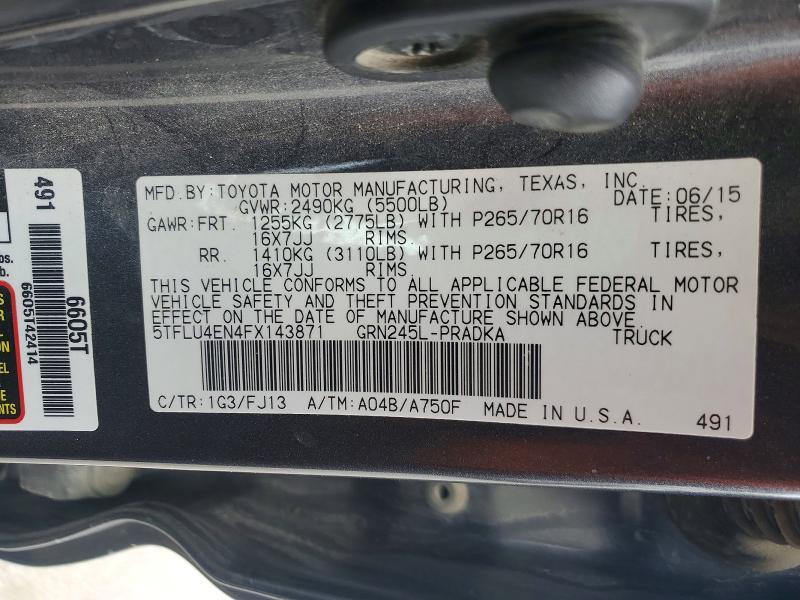 MFD.BY:TOYOTA MOTOR MANUFACTURING, TEXAS, INC.
GVWR:2490KG (5500LB) DATE:06/15
GAWR:FRT. 1255KG (2775LB) WITH P265/70R16 TIRES,
16X7JJ RIMS.
RR. 1410KG (3110LB) WITH P265/70R16 TIRES,
16X7JJ RIMS.
THIS VEHICLE CONFORMS TO ALL APPLICABLE FEDERAL MOTOR
VEHICLE SAFETY AND THEFT PREVENTION STANDARDS IN
EFFECT ON THE DATE OF MANUFACTURE SHOWN ABOVE.
5TFLU4EN4FX143871 GRN245L-PRADKA TRUCK
C/TR:1G3/FJ13 A/TM:A04B/A750F MADE IN U.S.A.
491
491
6605T
6605T42414